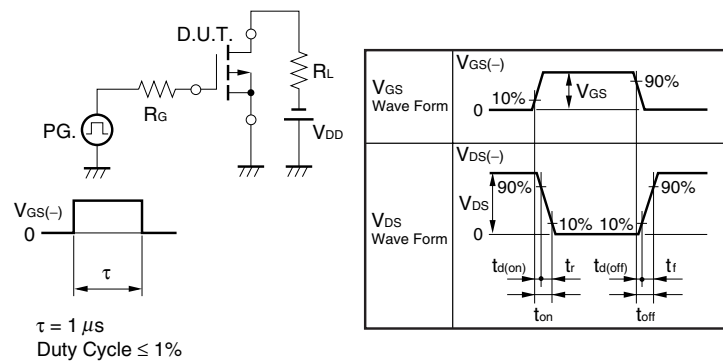 D.U.T.
RL
RG
PG.
VDD
VGS(−)
0
τ
τ = 1 μs
Duty Cycle ≤ 1%
VGS
Wave Form
VGS(−)
10%
VGS
90%
0
VDS
Wave Form
VDS(−)
90%
90%
VDS
10%
10%
0
td(on)
tr
td(off)
tf
ton
toff